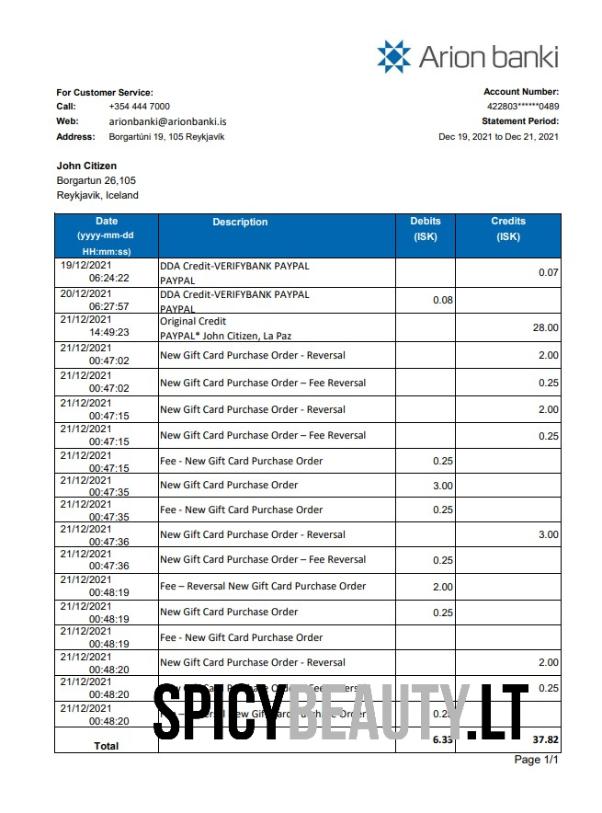 Arion banki
For Customer Service:
Call: +354 444 7000
Web: arionbanki@arionbanki.is
Address: Borgartúni 19, 105 Reykjavik
Account Number:
422803******0489
Statement Period:
Dec 19, 2021 to Dec 21, 2021
John Citizen
Borgartun 26,105
Reykjavik, Iceland
Date (yyyy-mm-dd HH:mm:ss) Description Debits (ISK) Credits (ISK)
19/12/2021 06:24:22 DDA Credit-VERIFYBANK PAYPAL PAYPAL 0.07
20/12/2021 06:27:57 DDA Credit-VERIFYBANK PAYPAL PAYPAL 0.08
21/12/2021 14:49:23 Original Credit PAYPAL* John Citizen, La Paz 28.00
21/12/2021 00:47:02 New Gift Card Purchase Order - Reversal 2.00
21/12/2021 00:47:02 New Gift Card Purchase Order – Fee Reversal 0.25
21/12/2021 00:47:15 New Gift Card Purchase Order - Reversal 2.00
21/12/2021 00:47:15 New Gift Card Purchase Order – Fee Reversal 0.25
21/12/2021 00:47:15 Fee - New Gift Card Purchase Order 0.25
21/12/2021 00:47:35 New Gift Card Purchase Order 3.00
21/12/2021 00:47:35 Fee - New Gift Card Purchase Order 0.25
21/12/2021 00:47:36 New Gift Card Purchase Order - Reversal 3.00
21/12/2021 00:47:36 New Gift Card Purchase Order – Fee Reversal 0.25
21/12/2021 00:48:19 Fee – Reversal New Gift Card Purchase Order 2.00
21/12/2021 00:48:19 New Gift Card Purchase Order 0.25
21/12/2021 00:48:19 Fee - New Gift Card Purchase Order
21/12/2021 00:48:20 New Gift Card Purchase Order - Reversal 2.00
21/12/2021 00:48:20 0.25
21/12/2021 00:48:20 Order
SPICYBEAUTY.LT
Total 6.33 37.82
Page 1/1